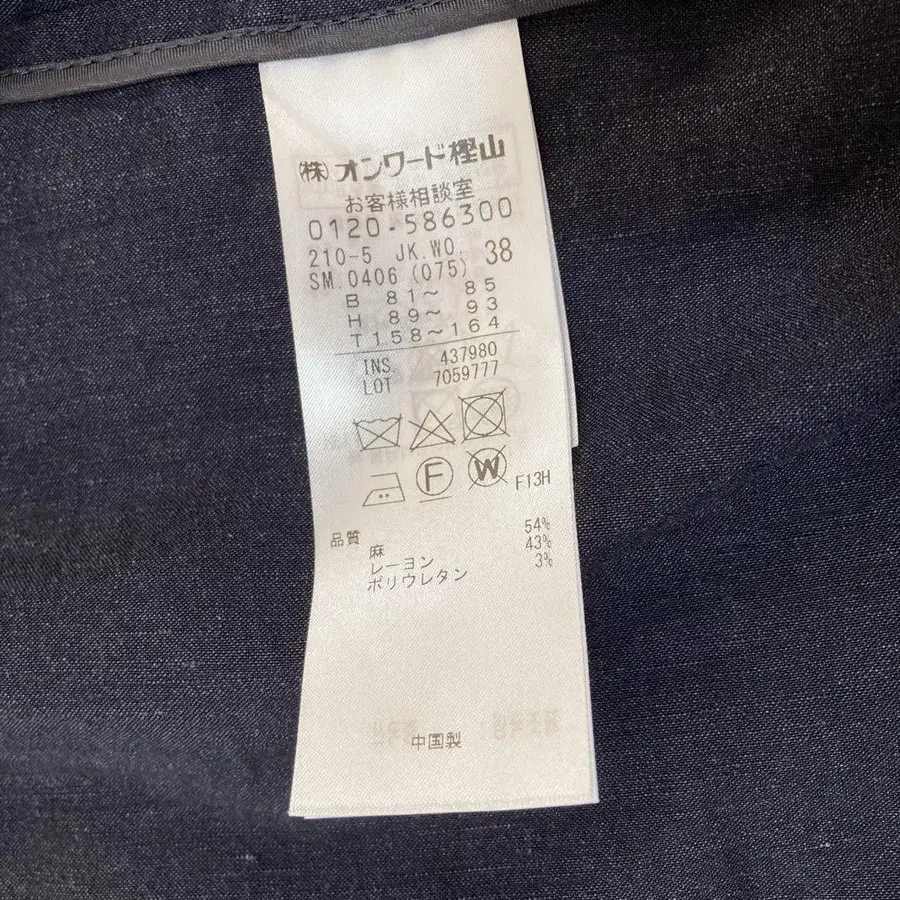 ㈱オンワード樫山
お客様相談室
0120-586300
210-5 JK.WO. 38
SM.0406 (075)
B 81～ 85
H 89～ 93
T158～164
INS. 437980
LOT 7059777
F W F13H
品質
麻 54%
レーヨン 43%
ポリウレタン 3%
中国製